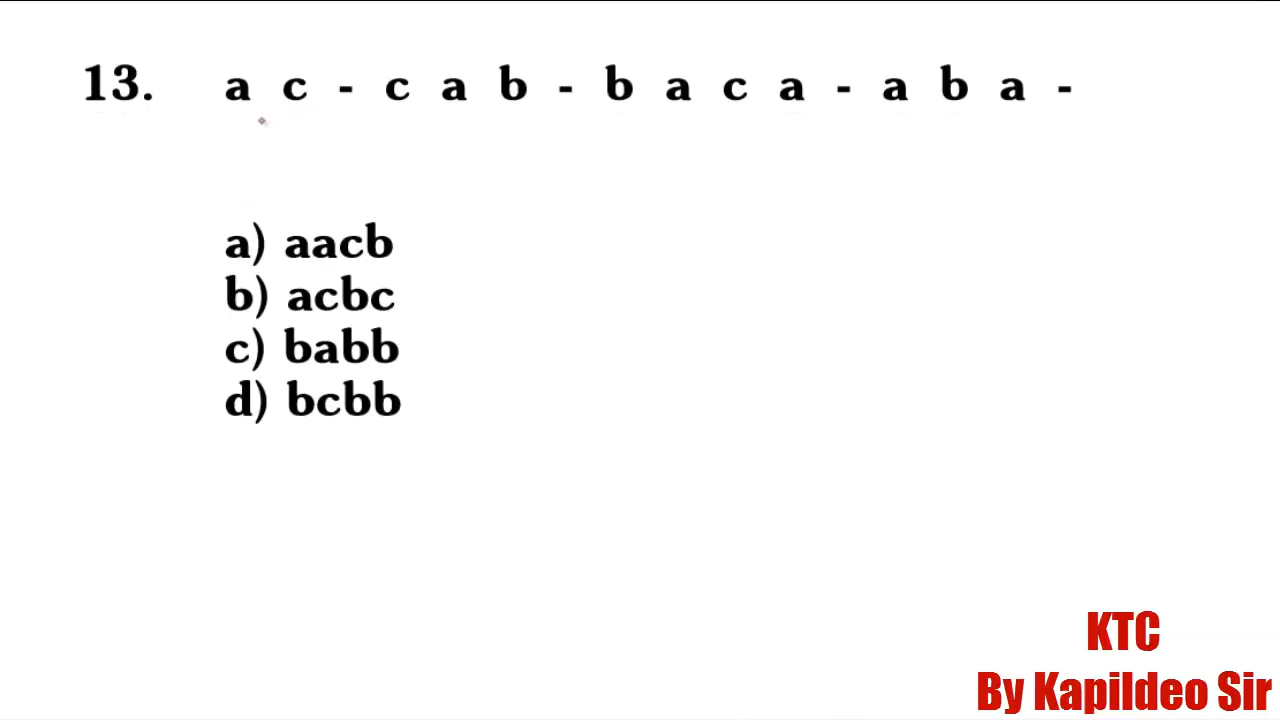 13. a c - c a b - b a c a - a b a -
a) aacb
b) acbc
c) babb
d) bcbb
KTC
By Kapildeo Sir